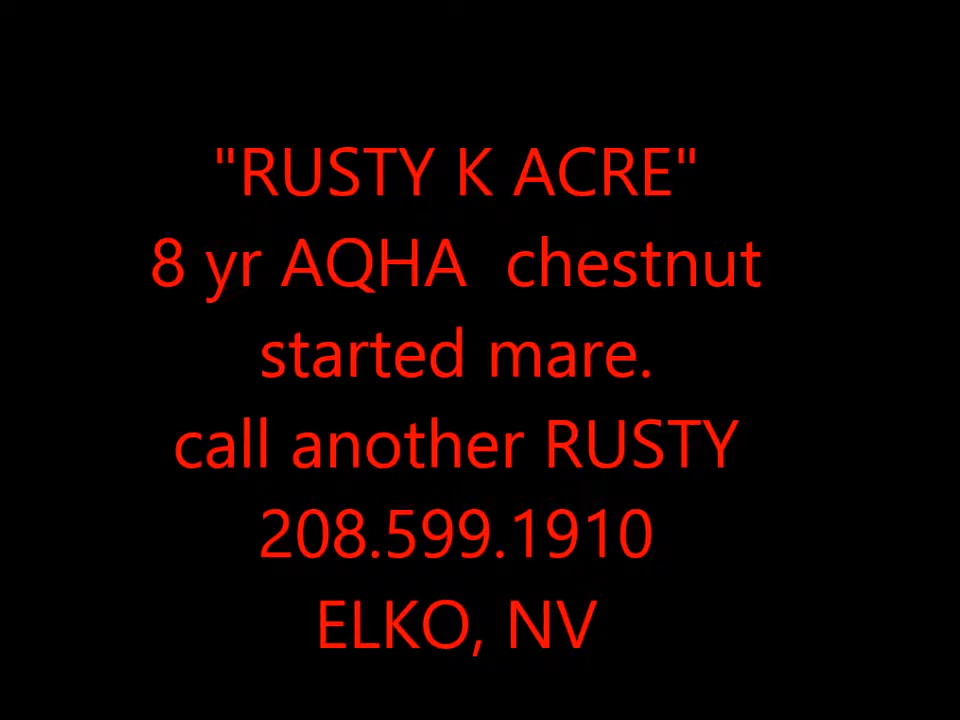 "RUSTY K ACRE"
8 yr AQHA  chestnut
started mare.
call another RUSTY
208.599.1910
ELKO, NV